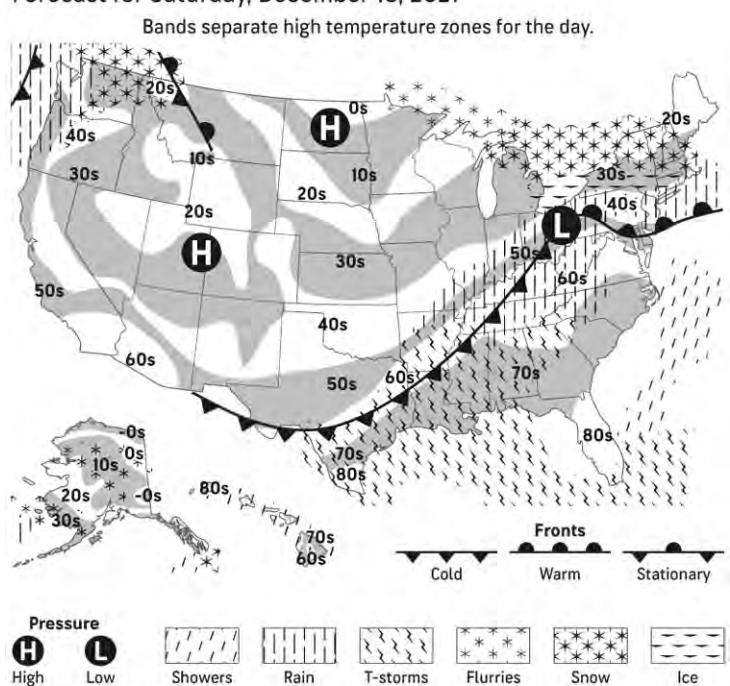 Bands separate high temperature zones for the day.
20s
0s
20s
40s
H
10s
30s
10s
30s
20s
20s
40s
L
H
50s
30s
60s
50s
40s
60s
50s
60s
70s
80s
70s
80s
-0s
0s
10s
20s
-0s
30s
80s
70s
60s
Fronts
Cold Warm Stationary
Pressure
H L
High Low Showers Rain T-storms Flurries Snow Ice